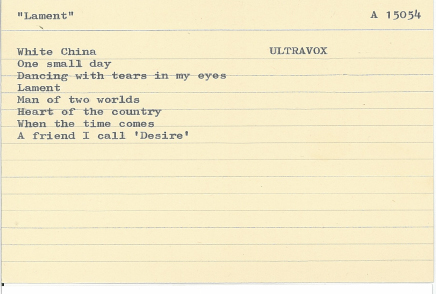 "Lament" A 15054
White China ULTRAVOX
One small day
Dancing with tears in my eyes
Lament
Man of two worlds
Heart of the country
When the time comes
A friend I call 'Desire'